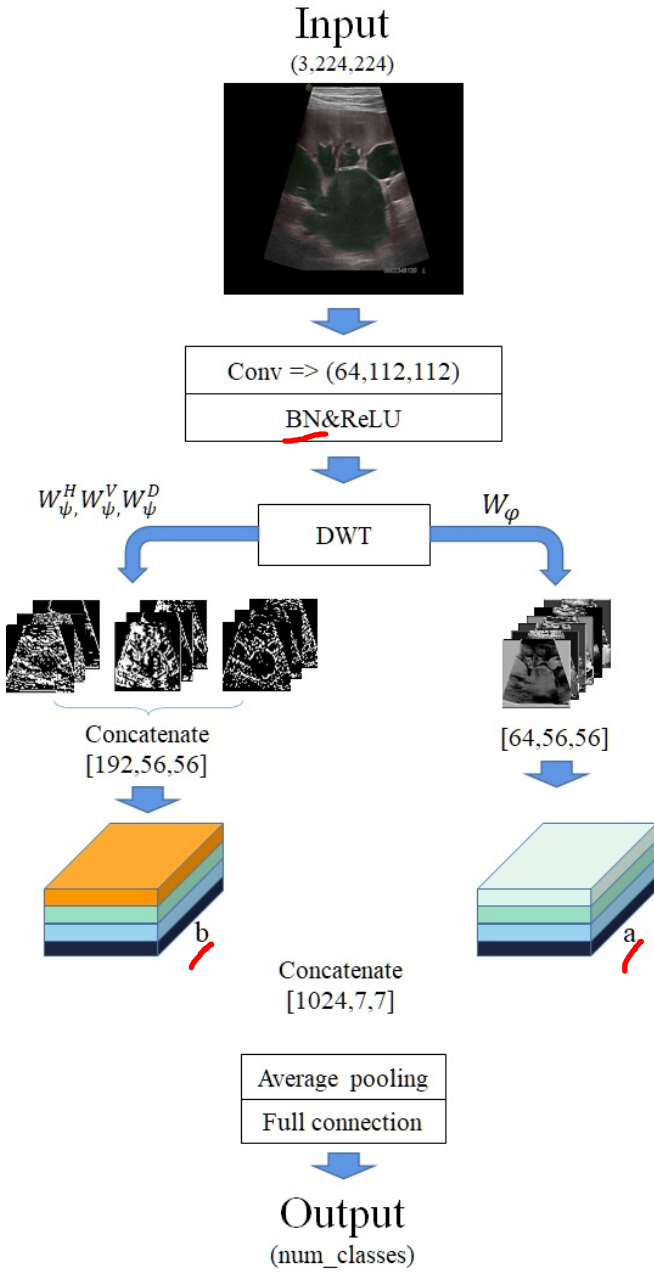 Input
(3,224,224)
0002349120 L
Conv => (64,112,112)
BN&ReLU
W_ψ^H, W_ψ^V, W_ψ^D
DWT
W_φ
Concatenate
[192,56,56]
[64,56,56]
b
a
Concatenate
[1024,7,7]
Average pooling
Full connection
Output
(num_classes)